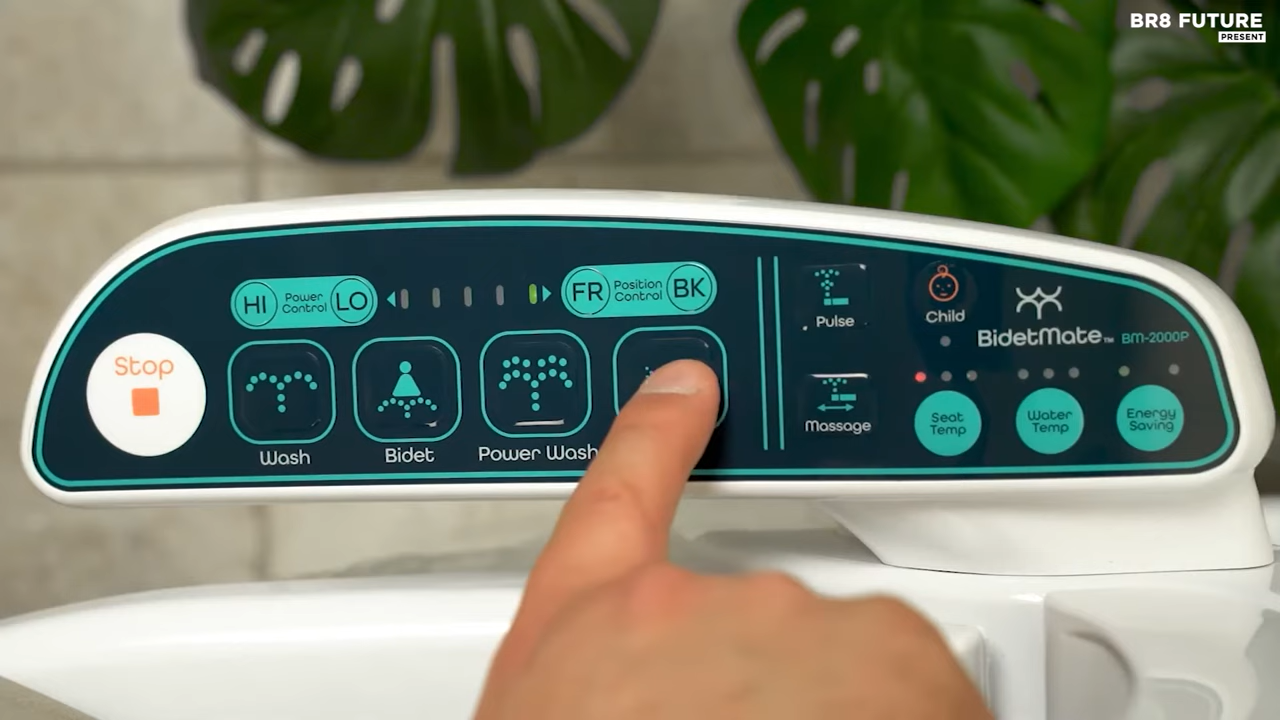 BR8 FUTURE
PRESENT
HI Power Control LO
FR Position Control BK
Stop
Wash
Bidet
Power Wash
Pulse
Massage
Child
BidetMate™ BM-2000P
Seat Temp
Water Temp
Energy Saving